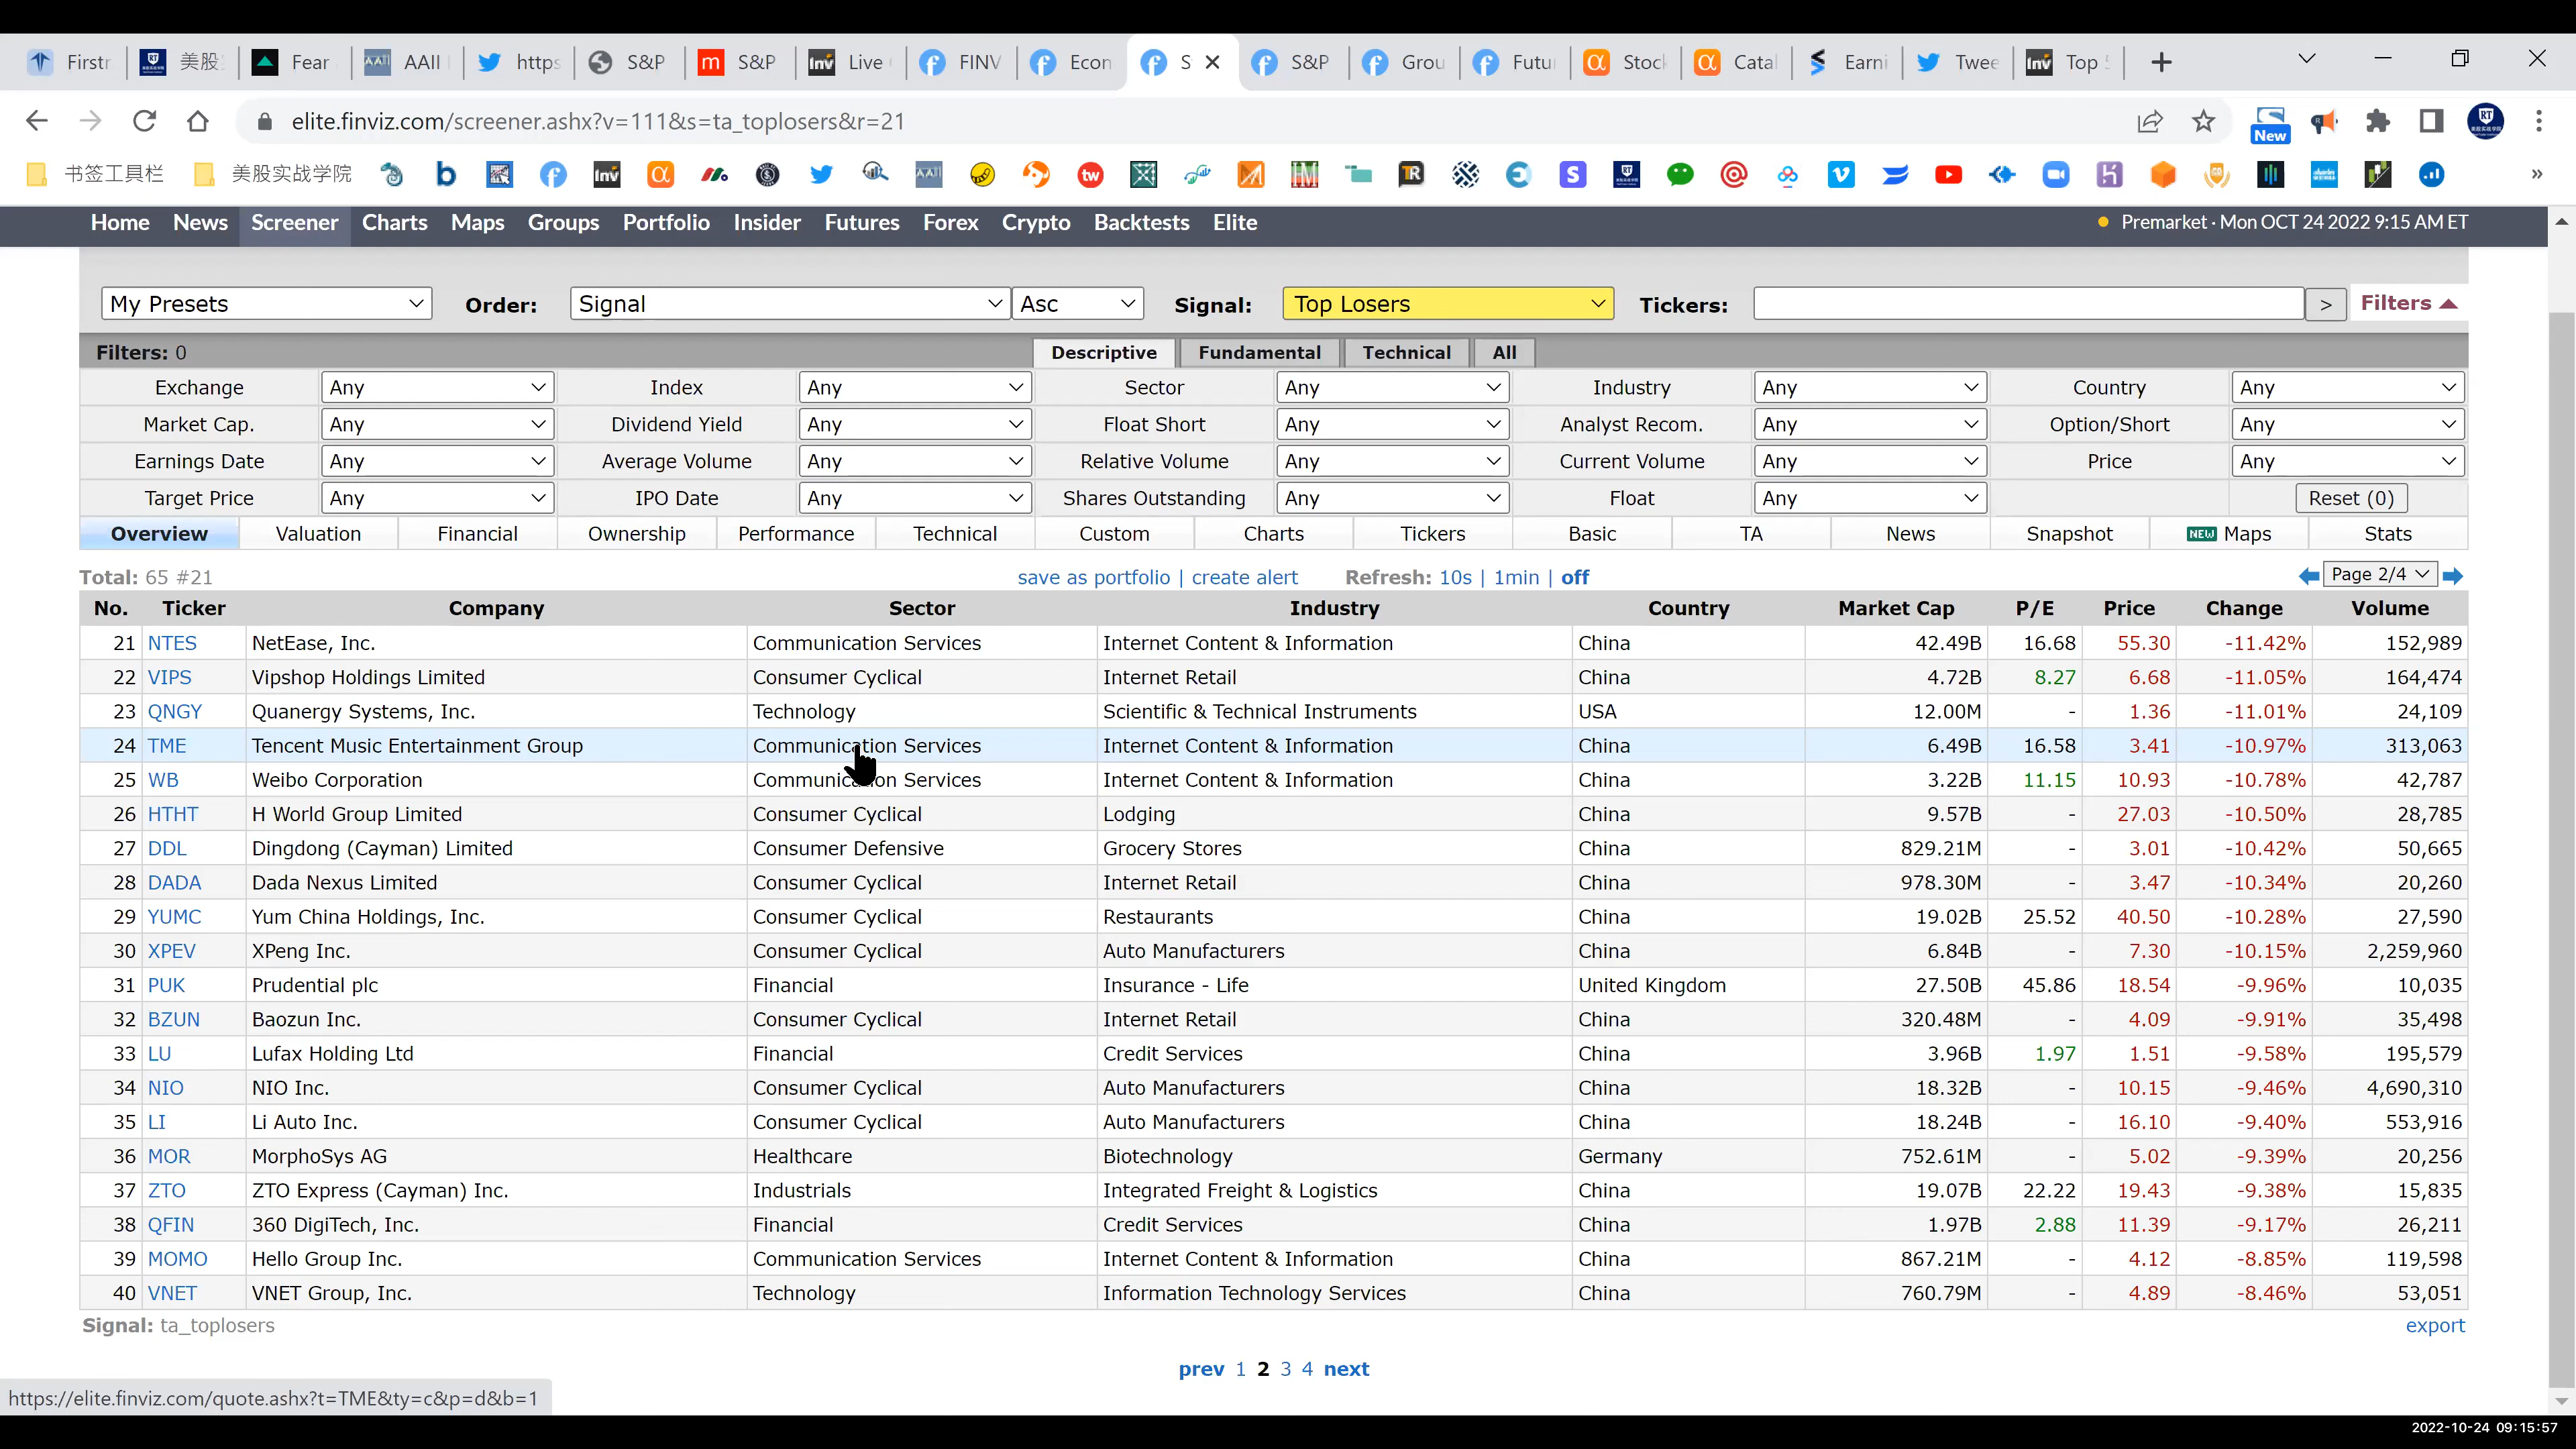 Firstr 美股 Fear AAII http: S&P S&P Live FINV Econ S S&P Grou Futu Stoc Catal Earni Twee Top
elite.finviz.com/screener.ashx?v=111&s=ta_toplosers&r=21 New
书签工具栏 美股实战学院
Home News Screener Charts Maps Groups Portfolio Insider Futures Forex Crypto Backtests Elite Premarket · Mon OCT 24 2022 9:15 AM ET
My Presets Order: Signal Asc Signal: Top Losers Tickers: > Filters
Filters: 0 Descriptive Fundamental Technical All
Exchange Any Index Any Sector Any Industry Any Country Any
Market Cap. Any Dividend Yield Any Float Short Any Analyst Recom. Any Option/Short Any
Earnings Date Any Average Volume Any Relative Volume Any Current Volume Any Price Any
Target Price Any IPO Date Any Shares Outstanding Any Float Any Reset (0)
Overview Valuation Financial Ownership Performance Technical Custom Charts Tickers Basic TA News Snapshot NEW Maps Stats
Total: 65 #21 save as portfolio | create alert Refresh: 10s | 1min | off Page 2/4
No. Ticker Company Sector Industry Country Market Cap P/E Price Change Volume
21 NTES NetEase, Inc. Communication Services Internet Content & Information China 42.49B 16.68 55.30 -11.42% 152,989
22 VIPS Vipshop Holdings Limited Consumer Cyclical Internet Retail China 4.72B 8.27 6.68 -11.05% 164,474
23 QNGY Quanergy Systems, Inc. Technology Scientific & Technical Instruments USA 12.00M - 1.36 -11.01% 24,109
24 TME Tencent Music Entertainment Group Communication Services Internet Content & Information China 6.49B 16.58 3.41 -10.97% 313,063
25 WB Weibo Corporation Communication Services Internet Content & Information China 3.22B 11.15 10.93 -10.78% 42,787
26 HTHT H World Group Limited Consumer Cyclical Lodging China 9.57B - 27.03 -10.50% 28,785
27 DDL Dingdong (Cayman) Limited Consumer Defensive Grocery Stores China 829.21M - 3.01 -10.42% 50,665
28 DADA Dada Nexus Limited Consumer Cyclical Internet Retail China 978.30M - 3.47 -10.34% 20,260
29 YUMC Yum China Holdings, Inc. Consumer Cyclical Restaurants China 19.02B 25.52 40.50 -10.28% 27,590
30 XPEV XPeng Inc. Consumer Cyclical Auto Manufacturers China 6.84B - 7.30 -10.15% 2,259,960
31 PUK Prudential plc Financial Insurance - Life United Kingdom 27.50B 45.86 18.54 -9.96% 10,035
32 BZUN Baozun Inc. Consumer Cyclical Internet Retail China 320.48M - 4.09 -9.91% 35,498
33 LU Lufax Holding Ltd Financial Credit Services China 3.96B 1.97 1.51 -9.58% 195,579
34 NIO NIO Inc. Consumer Cyclical Auto Manufacturers China 18.32B - 10.15 -9.46% 4,690,310
35 LI Li Auto Inc. Consumer Cyclical Auto Manufacturers China 18.24B - 16.10 -9.40% 553,916
36 MOR MorphoSys AG Healthcare Biotechnology Germany 752.61M - 5.02 -9.39% 20,256
37 ZTO ZTO Express (Cayman) Inc. Industrials Integrated Freight & Logistics China 19.07B 22.22 19.43 -9.38% 15,835
38 QFIN 360 DigiTech, Inc. Financial Credit Services China 1.97B 2.88 11.39 -9.17% 26,211
39 MOMO Hello Group Inc. Communication Services Internet Content & Information China 867.21M - 4.12 -8.85% 119,598
40 VNET VNET Group, Inc. Technology Information Technology Services China 760.79M - 4.89 -8.46% 53,051
Signal: ta_toplosers export
prev 1 2 3 4 next
https://elite.finviz.com/quote.ashx?t=TME&ty=c&p=d&b=1
2022-10-24 09:15:57